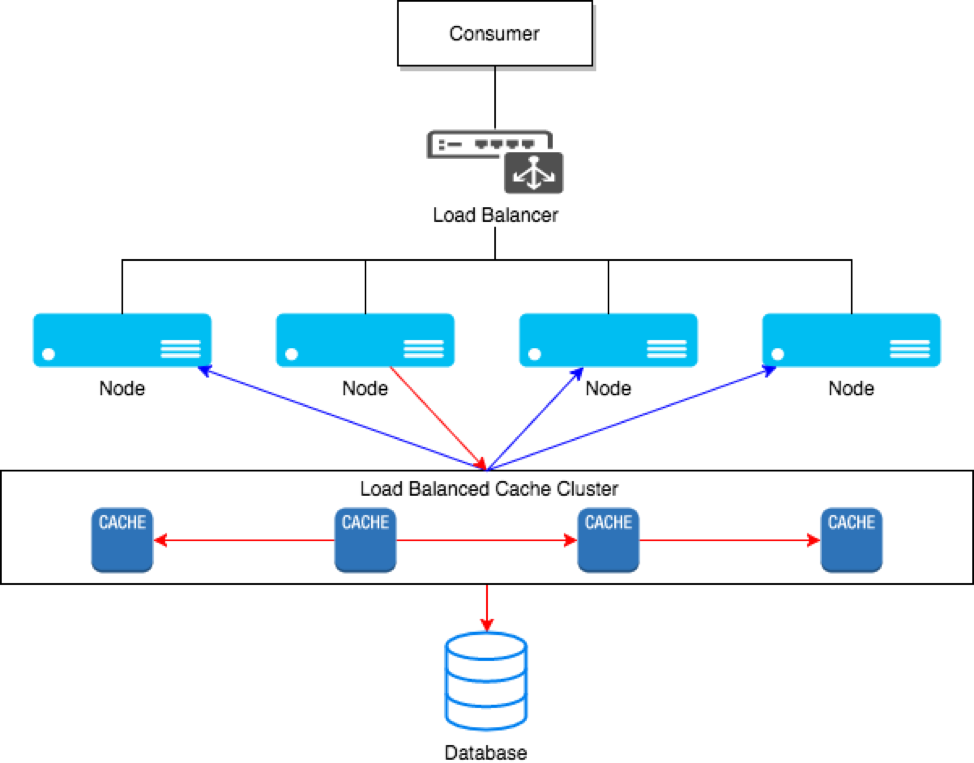 Consumer
Load Balancer
Node Node Node Node
Load Balanced Cache Cluster
CACHE CACHE CACHE CACHE
Database